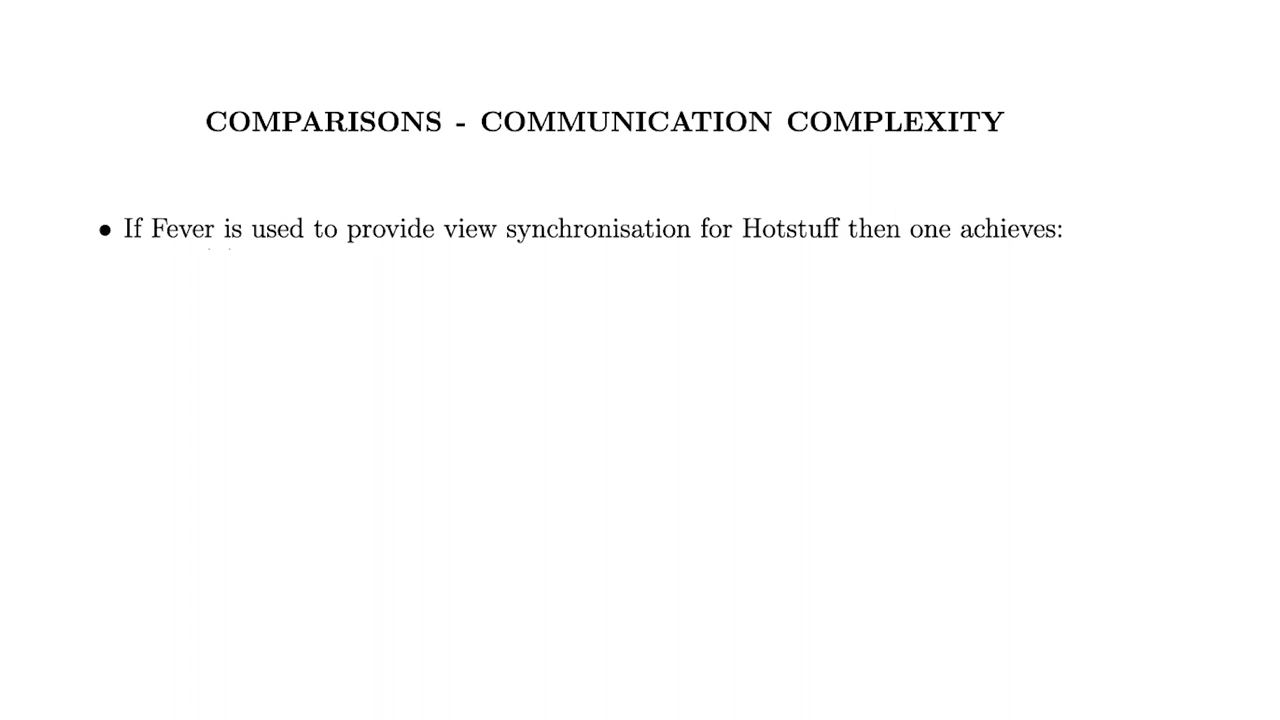 COMPARISONS - COMMUNICATION COMPLEXITY
• If Fever is used to provide view synchronisation for Hotstuff then one achieves: